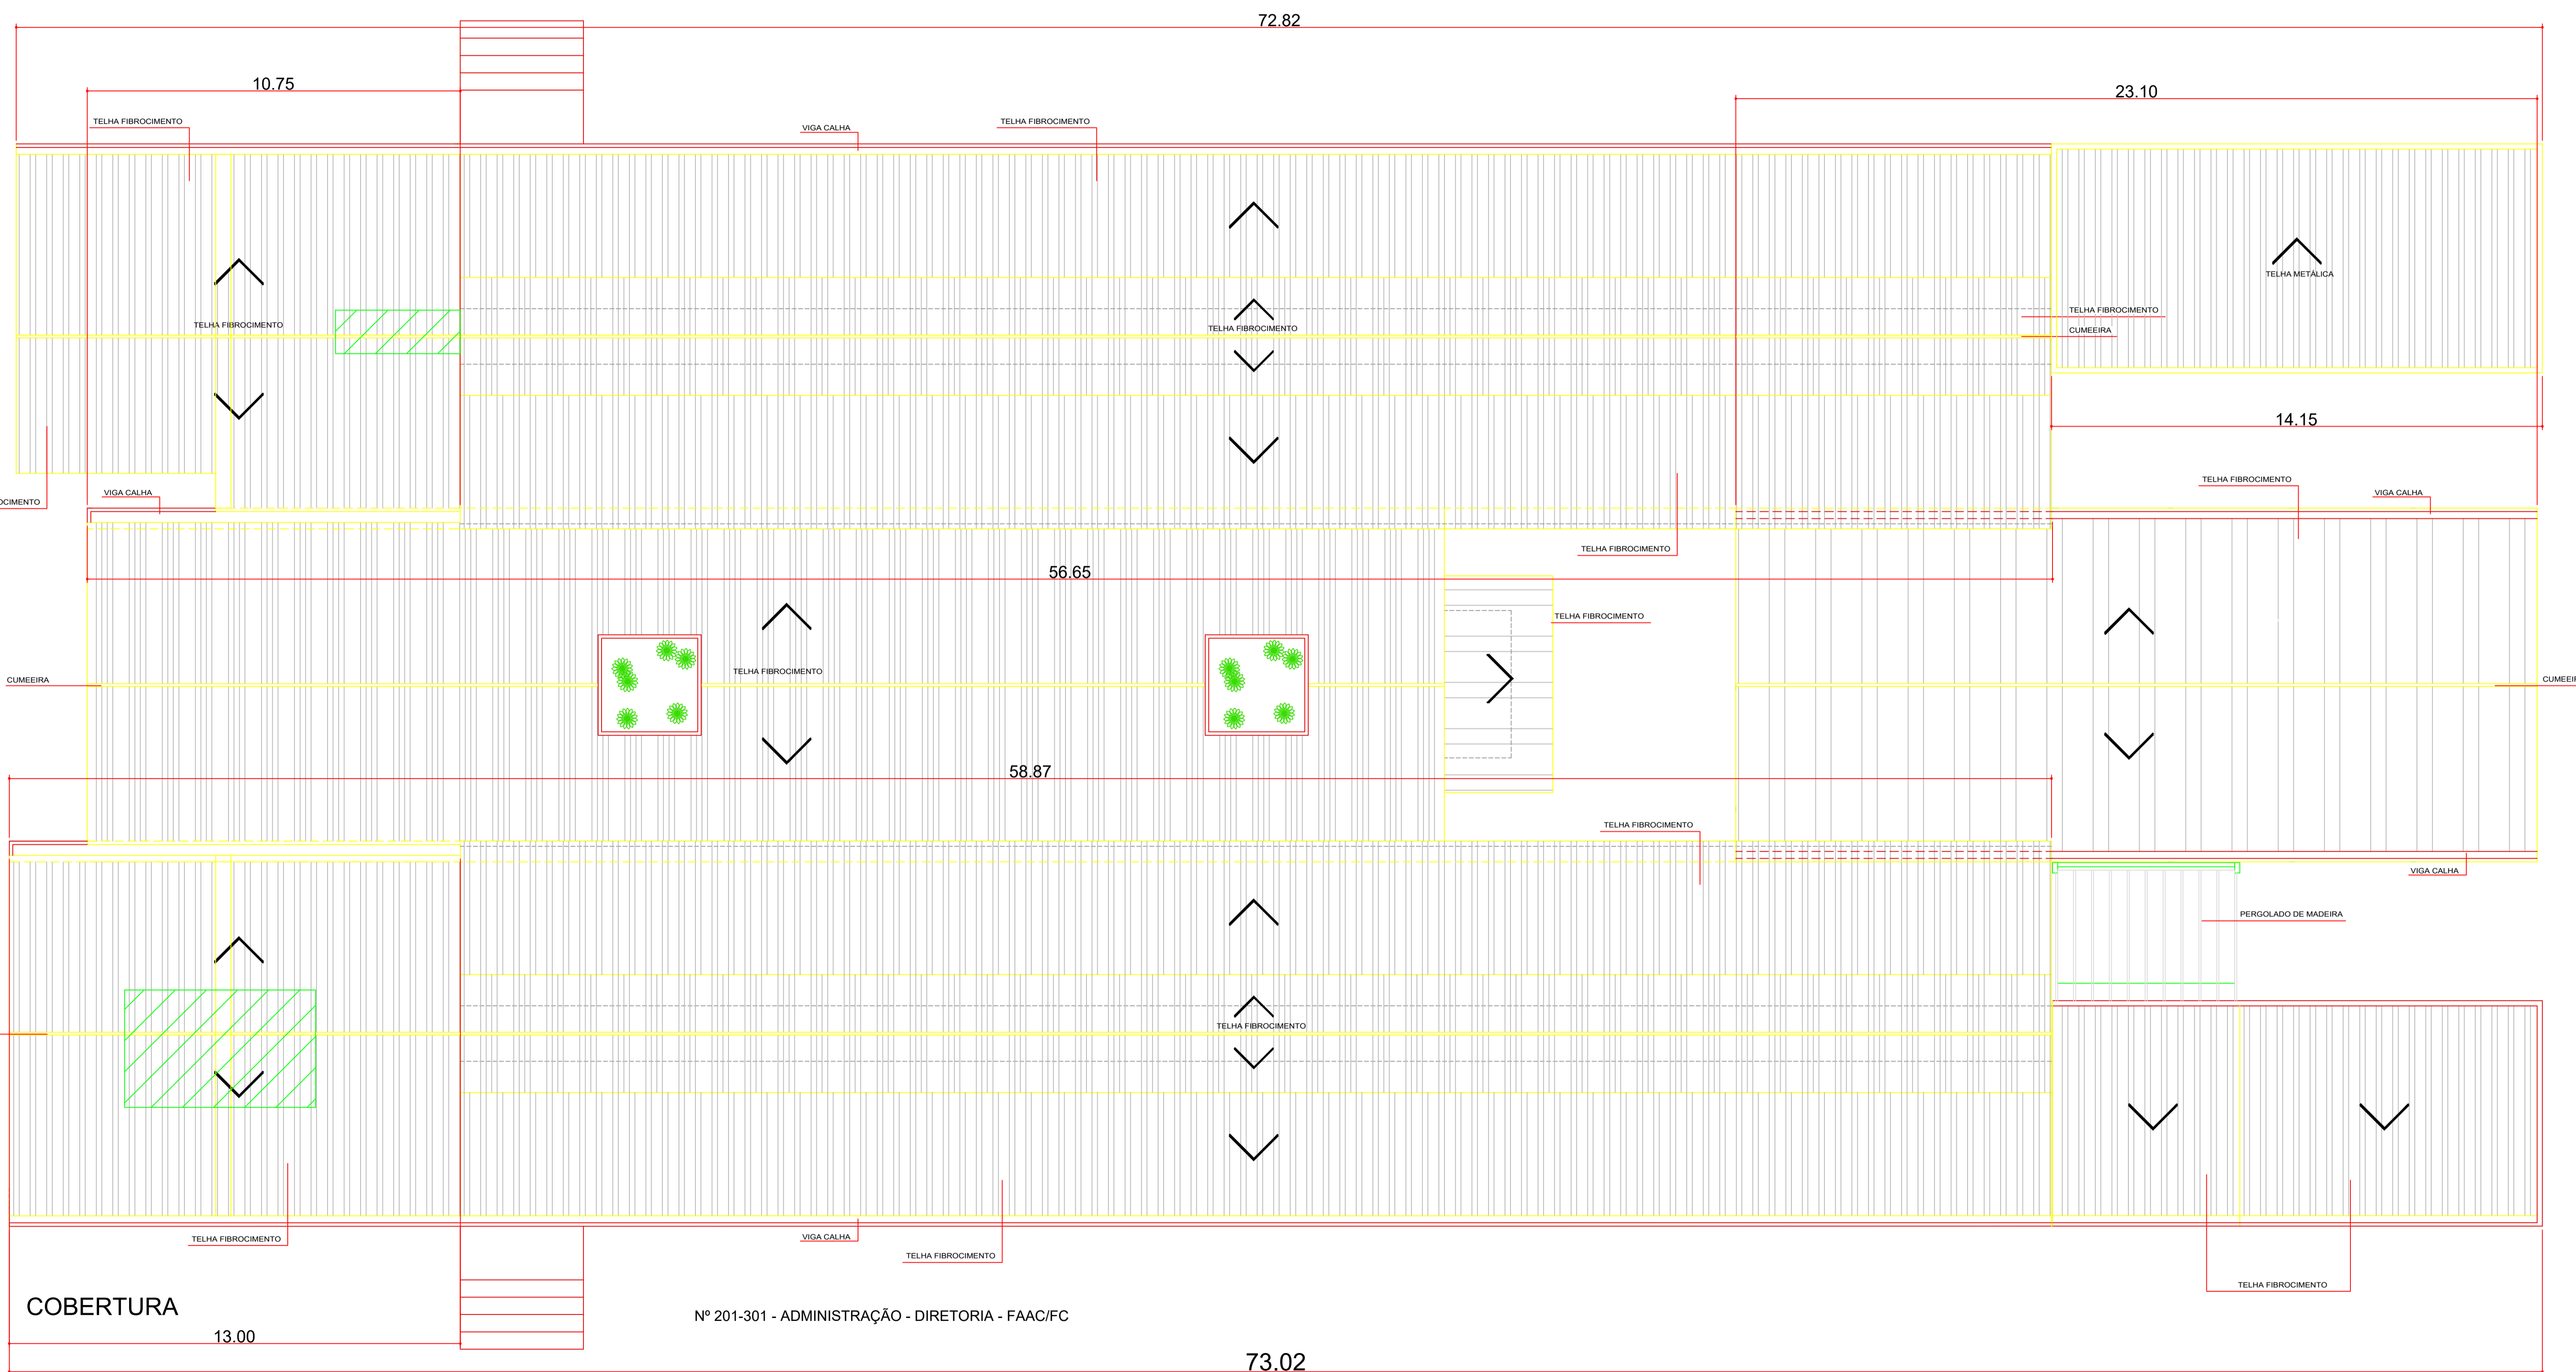 72.82
10.75
23.10
TELHA FIBROCIMENTO
VIGA CALHA
TELHA FIBROCIMENTO
TELHA METÁLICA
TELHA FIBROCIMENTO
CUMEEIRA
TELHA FIBROCIMENTO
TELHA FIBROCIMENTO
14.15
TELHA FIBROCIMENTO
VIGA CALHA
VIGA CALHA
OCIMENTO
TELHA FIBROCIMENTO
56.65
TELHA FIBROCIMENTO
TELHA FIBROCIMENTO
CUMEEIRA
CUMEEIR
58.87
TELHA FIBROCIMENTO
VIGA CALHA
PERGOLADO DE MADEIRA
TELHA FIBROCIMENTO
TELHA FIBROCIMENTO
VIGA CALHA
TELHA FIBROCIMENTO
TELHA FIBROCIMENTO
COBERTURA
Nº 201-301 - ADMINISTRAÇÃO - DIRETORIA - FAAC/FC
13.00
73.02